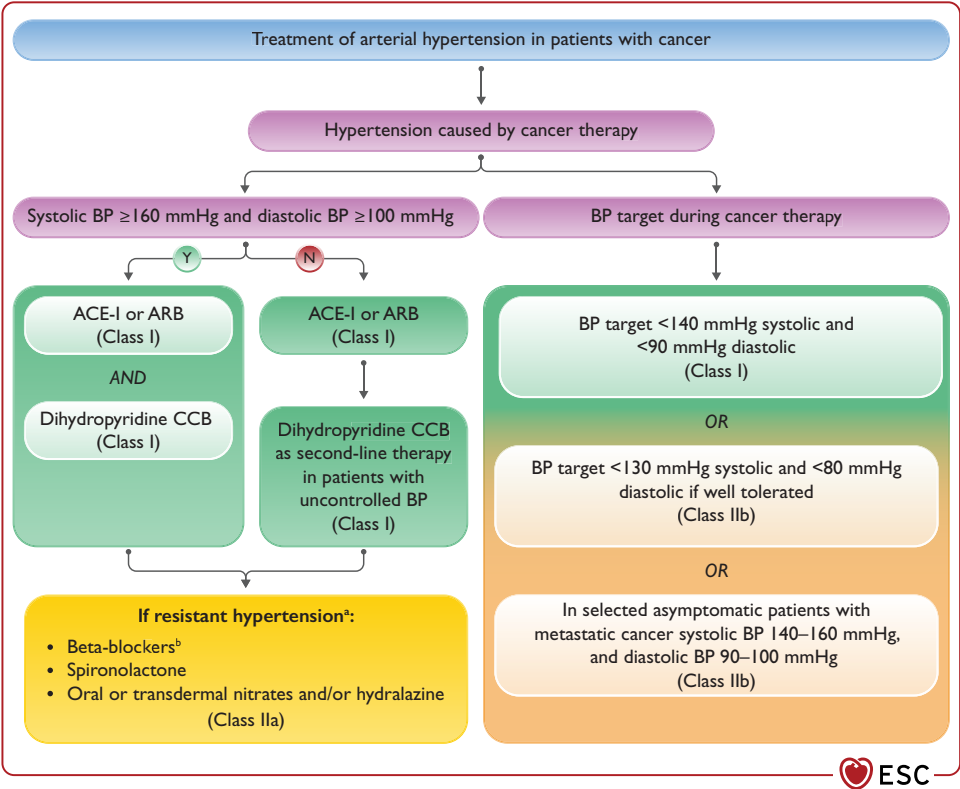 Treatment of arterial hypertension in patients with cancer
Hypertension caused by cancer therapy
Systolic BP ≥160 mmHg and diastolic BP ≥100 mmHg
Y
N
ACE-I or ARB
(Class I)
AND
Dihydropyridine CCB
(Class I)
ACE-I or ARB
(Class I)
Dihydropyridine CCB
as second-line therapy
in patients with
uncontrolled BP
(Class I)
If resistant hypertensionᵃ:
• Beta-blockersᵇ
• Spironolactone
• Oral or transdermal nitrates and/or hydralazine
(Class IIa)
BP target during cancer therapy
BP target <140 mmHg systolic and
<90 mmHg diastolic
(Class I)
OR
BP target <130 mmHg systolic and <80 mmHg
diastolic if well tolerated
(Class IIb)
OR
In selected asymptomatic patients with
metastatic cancer systolic BP 140–160 mmHg,
and diastolic BP 90–100 mmHg
(Class IIb)
ESC